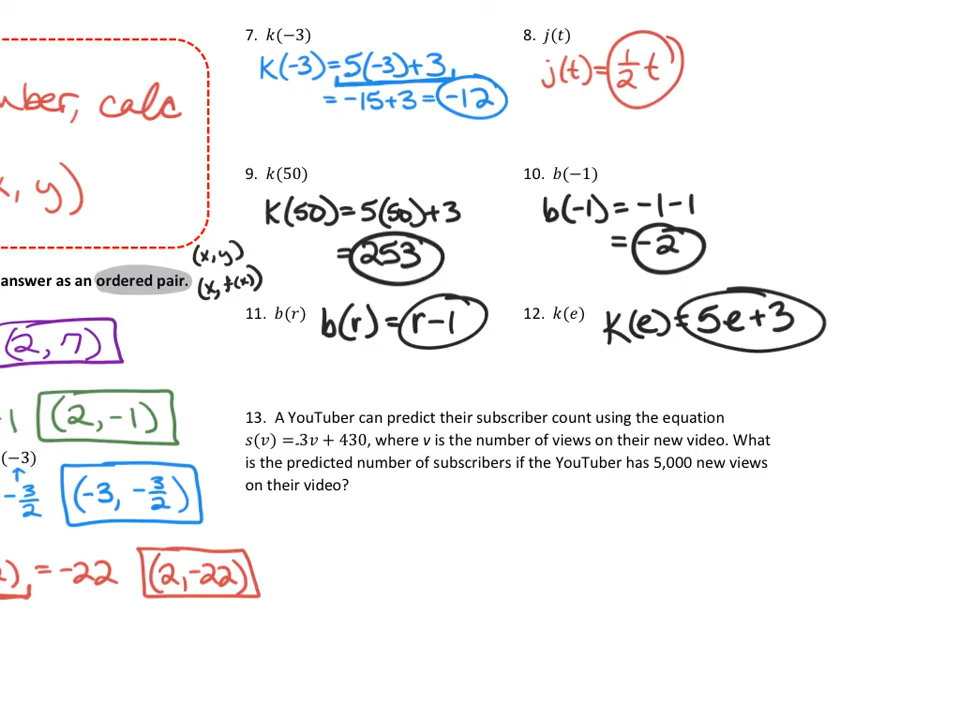 7. k(−3)
K(-3)=5(-3)+3
= -15+3 = -12
8. j(t)
j(t)=1/2 t
calc
, y)
9. k(50)
K(50)=5(50)+3
= 253
10. b(−1)
b(-1) = -1-1
= -2
(x,y)
answer as an ordered pair. (x, f(x))
11. b(r) b(r)=r-1
12. k(e) K(e)=5e+3
(2, 7)
(2,-1)
(−3)
-3/2 (-3, -3/2)
= -22 (2,-22)
13. A YouTuber can predict their subscriber count using the equation
s(v) =.3v + 430, where v is the number of views on their new video. What
is the predicted number of subscribers if the YouTuber has 5,000 new views
on their video?